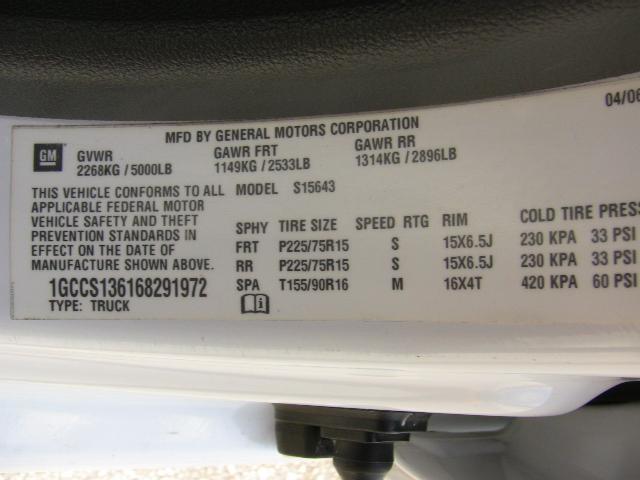 04/06
MFD BY GENERAL MOTORS CORPORATION
GM GVWR GAWR FRT GAWR RR
2268KG / 5000LB 1149KG / 2533LB 1314KG / 2896LB
THIS VEHICLE CONFORMS TO ALL MODEL S15643
APPLICABLE FEDERAL MOTOR
VEHICLE SAFETY AND THEFT
PREVENTION STANDARDS IN
EFFECT ON THE DATE OF
MANUFACTURE SHOWN ABOVE.
1GCCS136168291972
TYPE: TRUCK
SPHY TIRE SIZE SPEED RTG RIM COLD TIRE PRESS
FRT P225/75R15 S 15X6.5J 230 KPA 33 PSI
RR P225/75R15 S 15X6.5J 230 KPA 33 PSI
SPA T155/90R16 M 16X4T 420 KPA 60 PSI